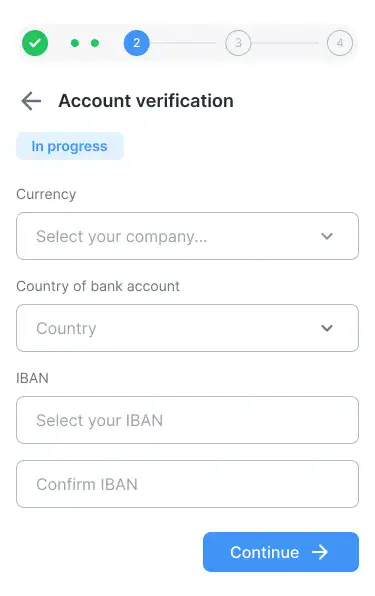 2
3
4
Account verification
In progress
Currency
Select your company...
Country of bank account
Country
IBAN
Select your IBAN
Confirm IBAN
Continue